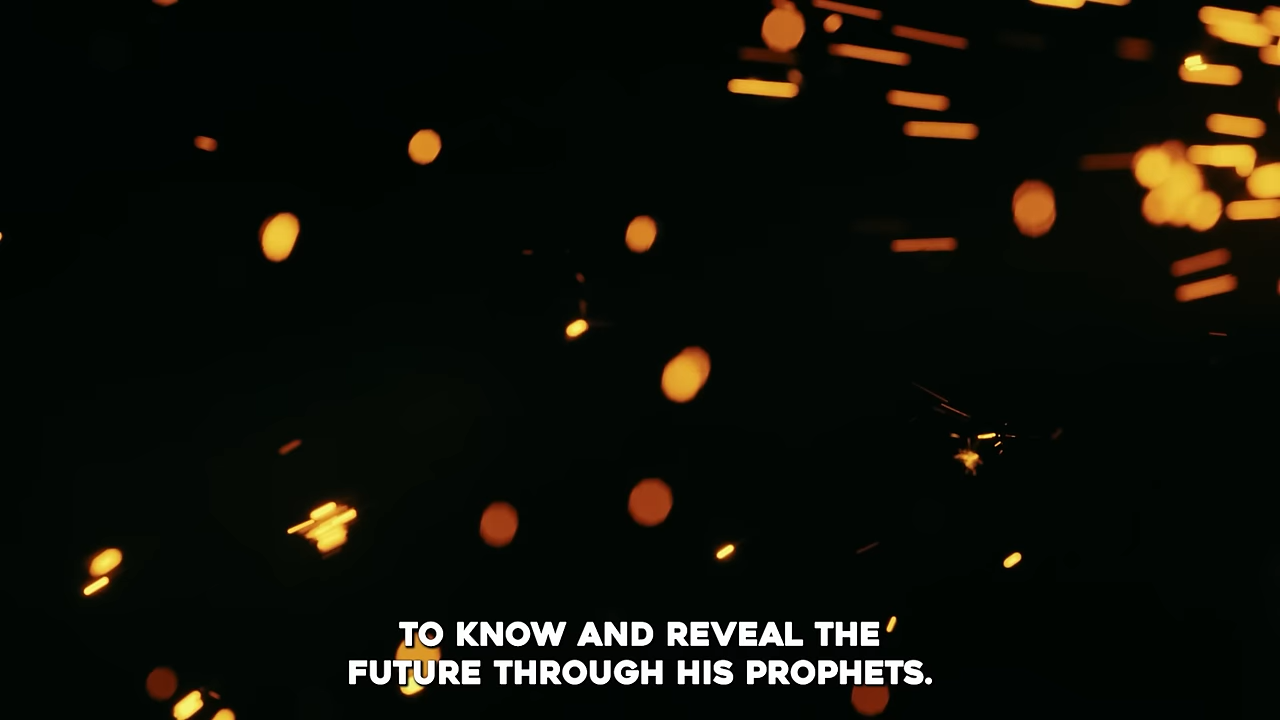 TO KNOW AND REVEAL THE
FUTURE THROUGH HIS PROPHETS.